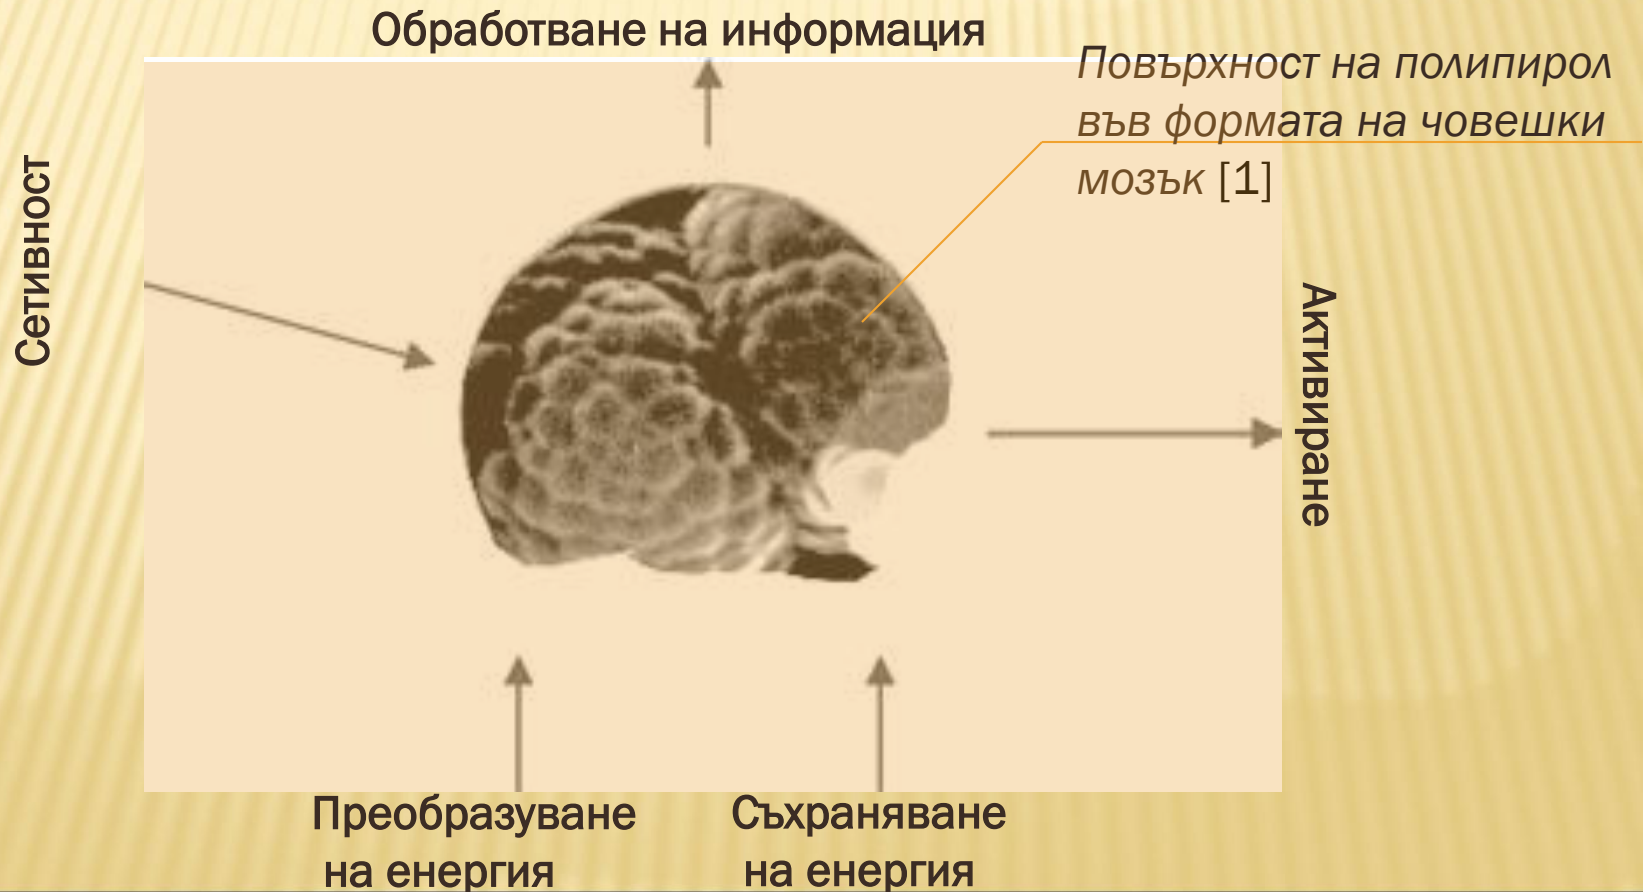 Обработване на информация
Повърхност на полипирол
във формата на човешки
мозък [1]
Сетивност
Активиране
Преобразуване
на енергия
Съхраняване
на енергия